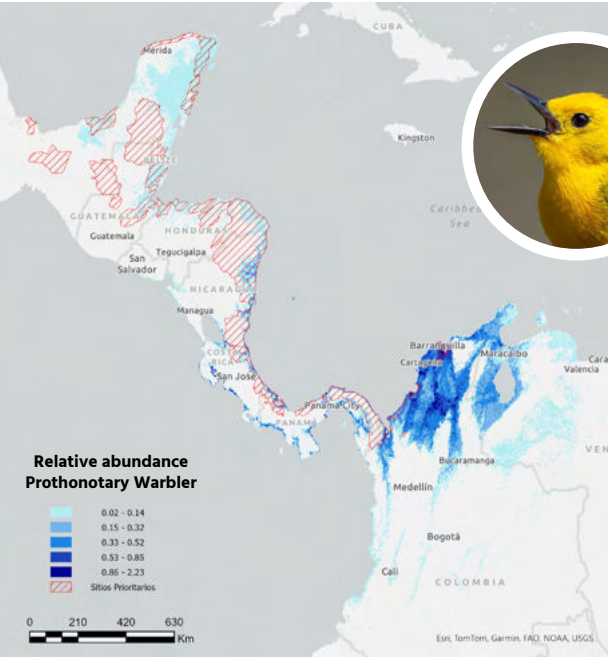 CUBA
Mérida
Kingston
BELIZE
Caribbean
Sea
GUATEMALA
HONDURAS
Guatemala
Tegucigalpa
San
Salvador
NICARAGUA
Managua
COSTA
RICA
San José
Panama City
PANAMA
Barranquilla
Cartagena
Maracaibo
Valencia
Bucaramanga
Medellín
Bogotá
Cali
COLOMBIA
Relative abundance
Prothonotary Warbler
0.02 - 0.14
0.15 - 0.32
0.33 - 0.52
0.53 - 0.85
0.86 - 2.23
Sitios Prioritarios
0 210 420 630
Km
Esri, TomTom, Garmin, FAO, NOAA, USGS